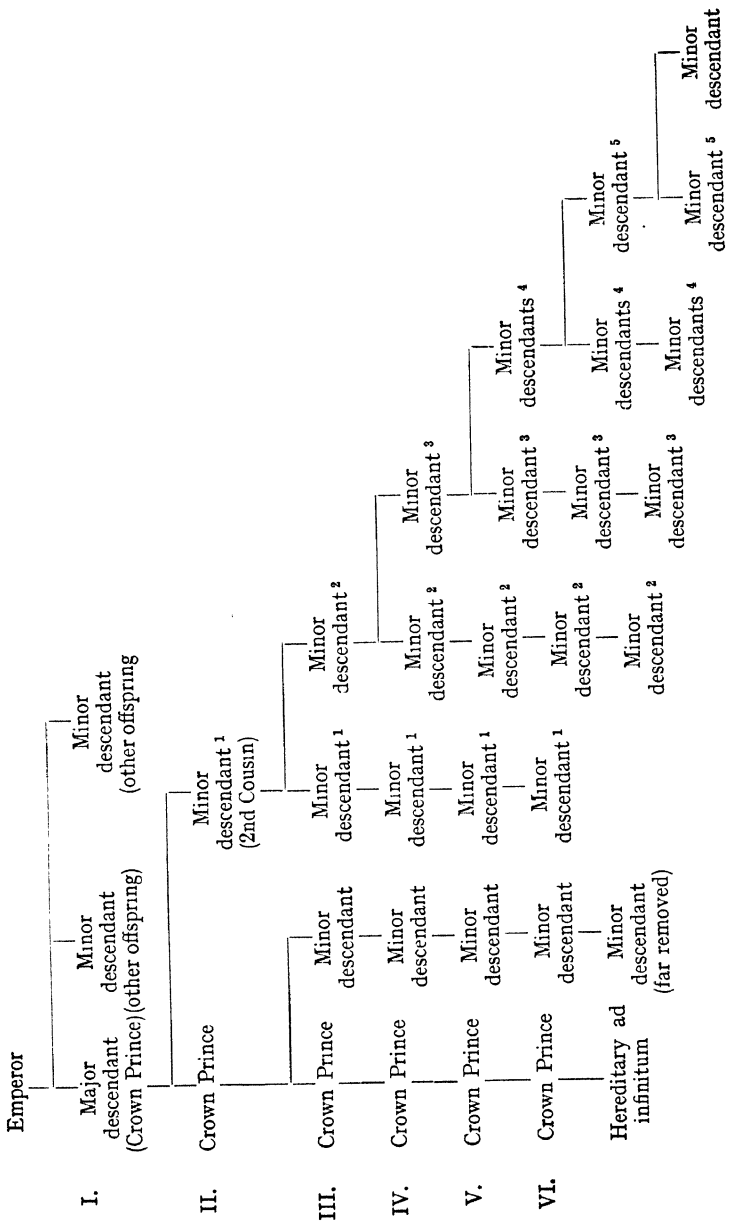 Emperor
I. Major Minor Minor
descendant descendant descendant
(Crown Prince) (other offspring) (other offspring
II. Crown Prince Minor
descendant ¹
(2nd Cousin)
III. Crown Prince Minor Minor Minor
descendant descendant ¹ descendant ²
IV. Crown Prince Minor Minor Minor Minor
descendant descendant ¹ descendant ² descendant ³
V. Crown Prince Minor Minor Minor Minor Minor
descendant descendant ¹ descendant ² descendant ³ descendants ⁴
VI. Crown Prince Minor Minor Minor Minor Minor Minor
descendant descendant ¹ descendant ² descendant ³ descendants ⁴ descendant ⁵
Hereditary ad Minor Minor Minor Minor Minor Minor
infinitum descendant descendant ² descendant ³ descendants ⁴ descendant ⁵ descendant
(far removed)